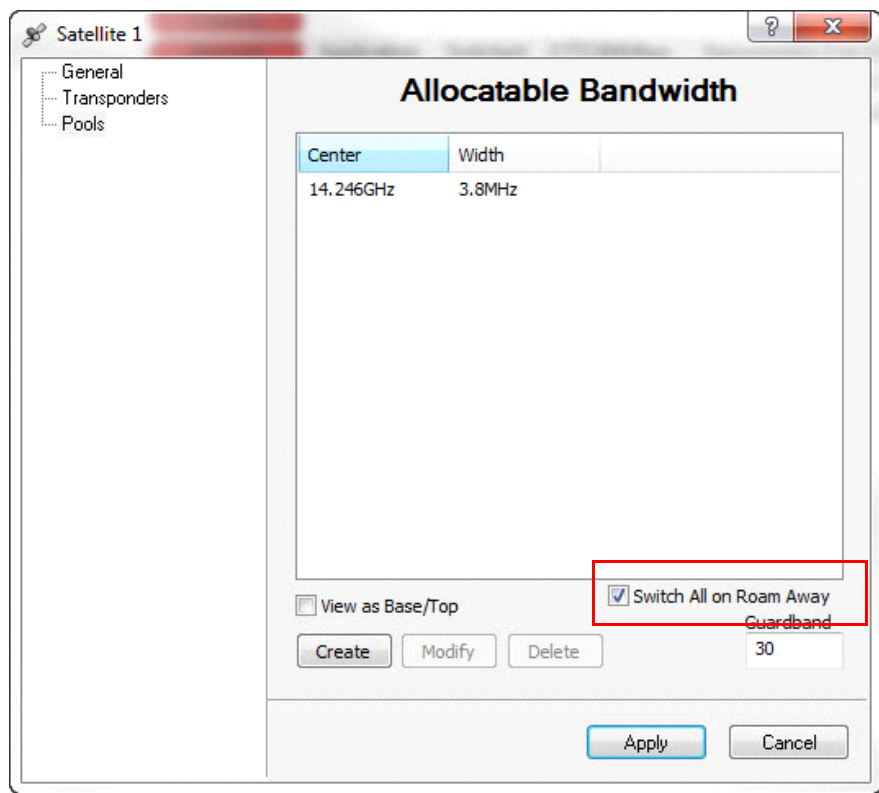 Satellite 1
General
Transponders
Pools
Allocatable Bandwidth
Center Width
14.246GHz 3.8MHz
View as Base/Top
Switch All on Roam Away
Guardband
Create Modify Delete
30
Apply Cancel